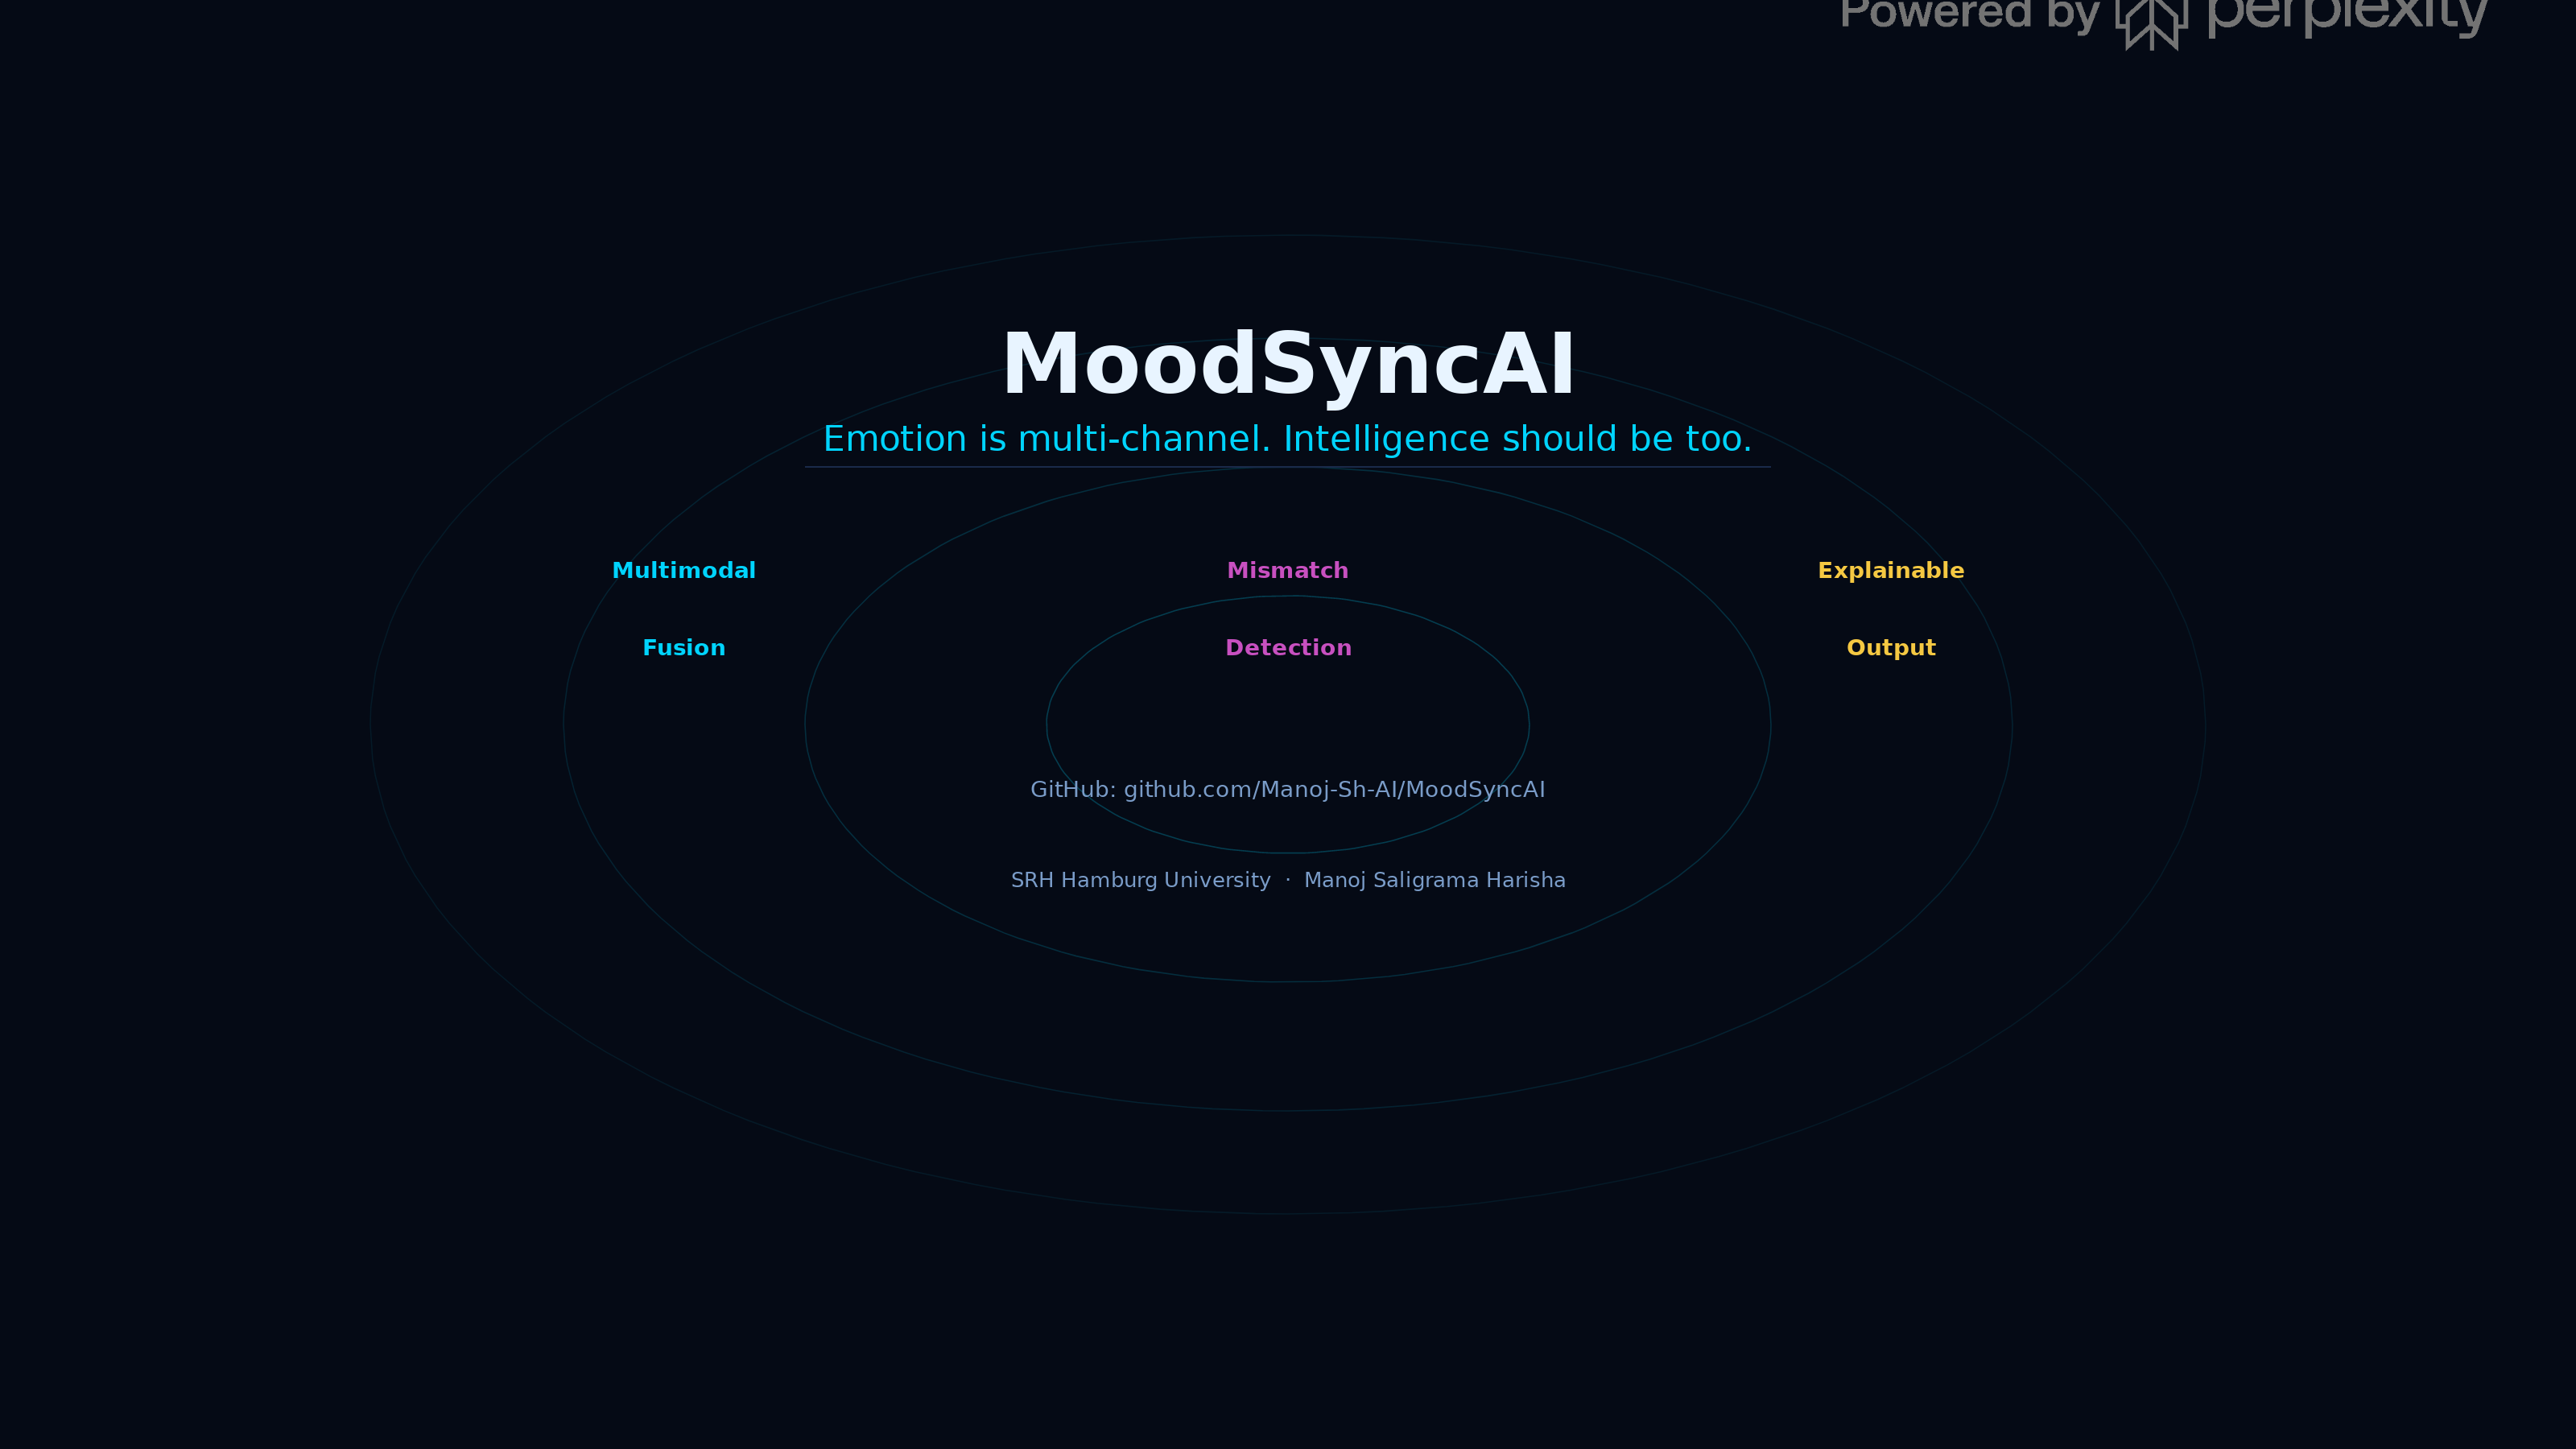 Powered by perplexity
MoodSyncAI
Emotion is multi-channel. Intelligence should be too.
Multimodal Mismatch Explainable
Fusion Detection Output
GitHub: github.com/Manoj-Sh-AI/MoodSyncAI
SRH Hamburg University · Manoj Saligrama Harisha